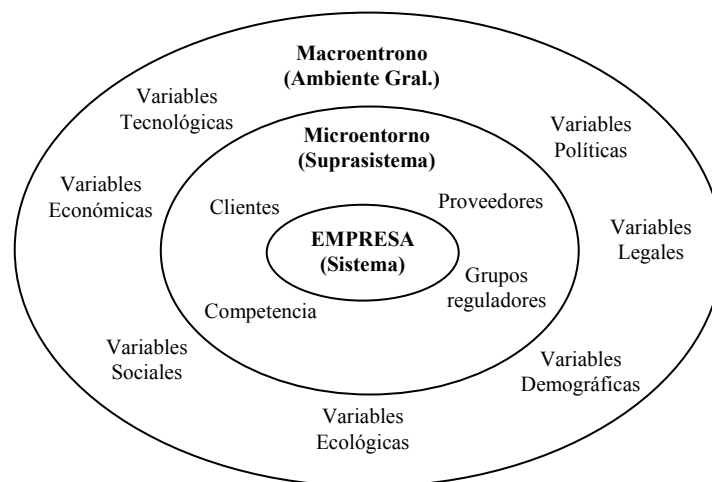 Macroentrono
(Ambiente Gral.)
Variables
Tecnológicas
Variables
Políticas
Microentorno
(Suprasistema)
Variables
Económicas
Clientes
Proveedores
Variables
Legales
EMPRESA
(Sistema)
Grupos
reguladores
Competencia
Variables
Sociales
Variables
Demográficas
Variables
Ecológicas